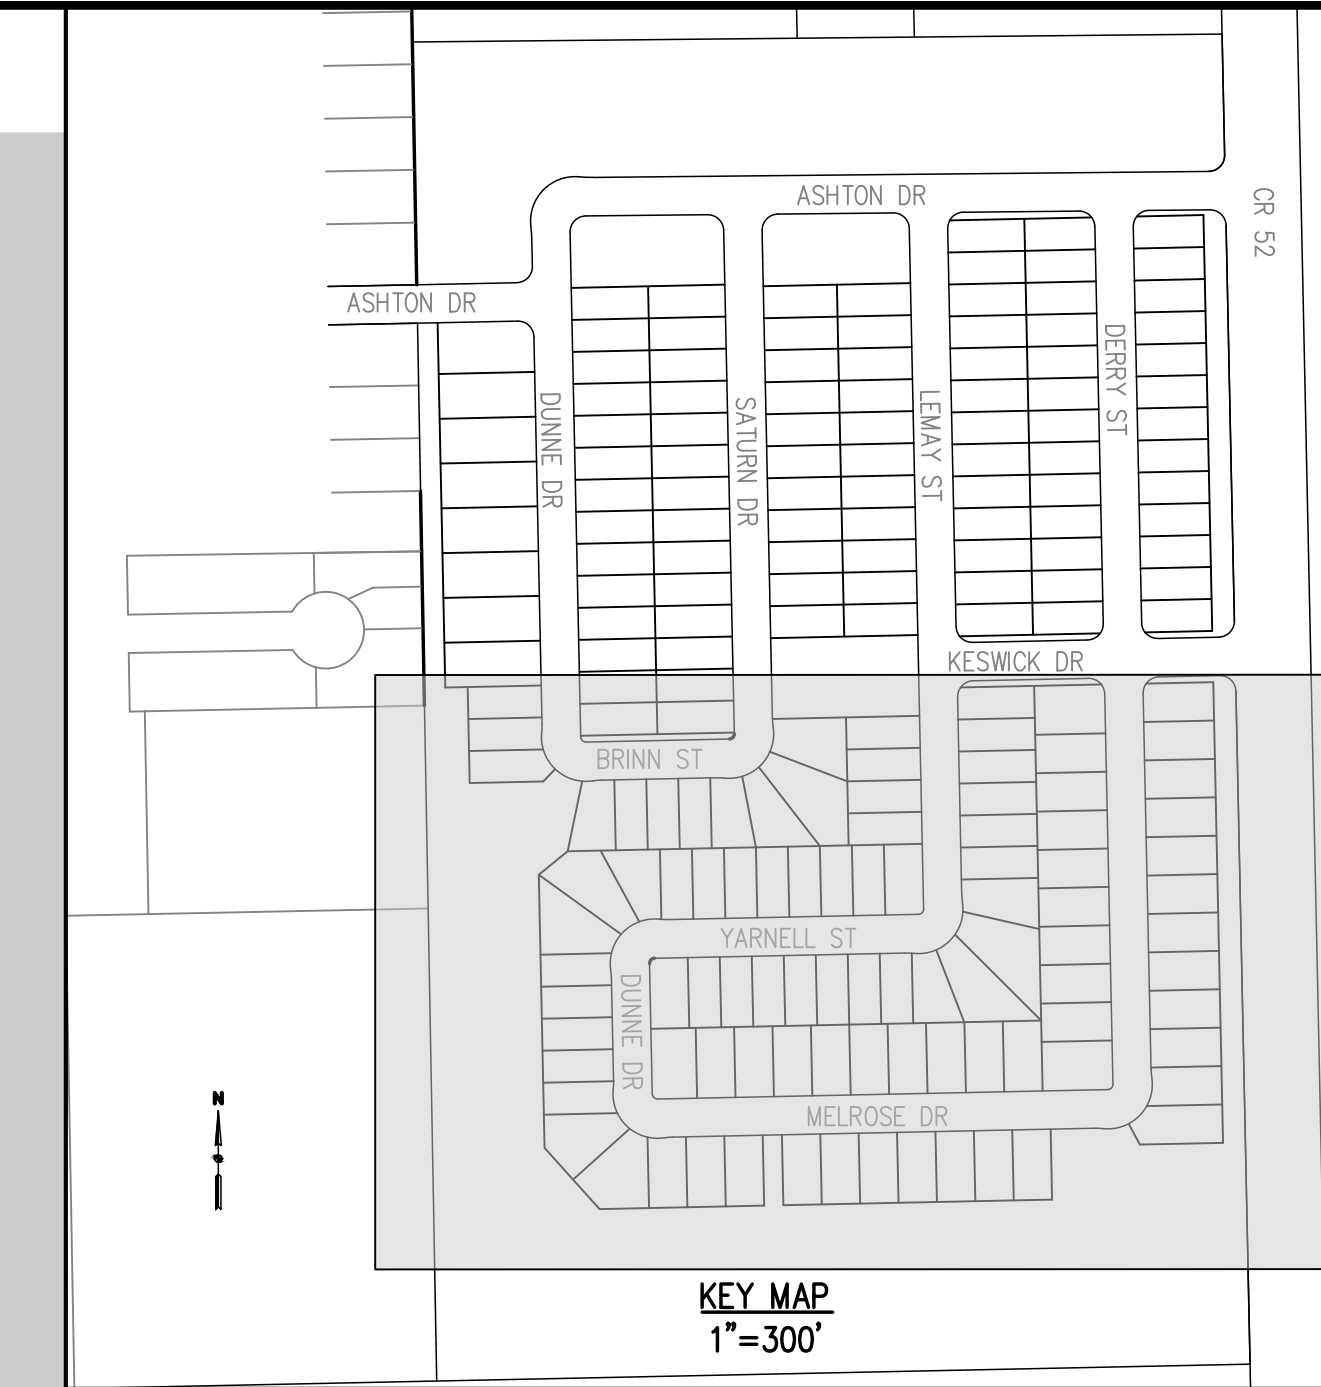 ASHTON DR
CR 52
ASHTON DR
DERRY ST
DUNNE DR
SATURN DR
LEMAY ST
KESWICK DR
BRINN ST
YARNELL ST
DUNNE DR
MELROSE DR
N
KEY MAP
1"=300'